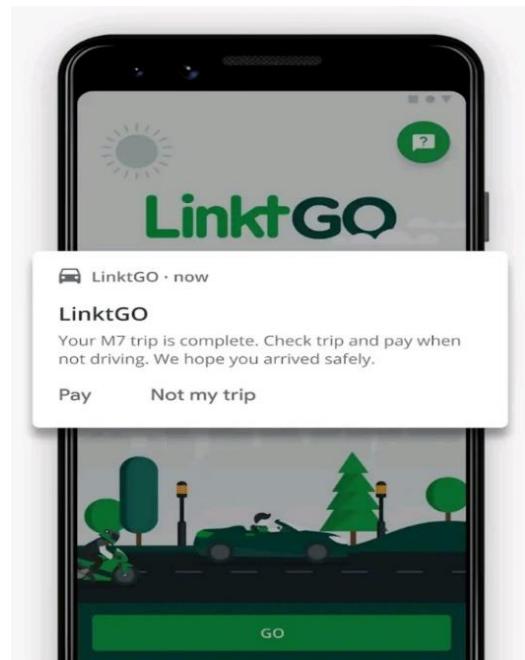 ?
LinktGO
LinktGO · now
LinktGO
Your M7 trip is complete. Check trip and pay when
not driving. We hope you arrived safely.
Pay Not my trip
GO